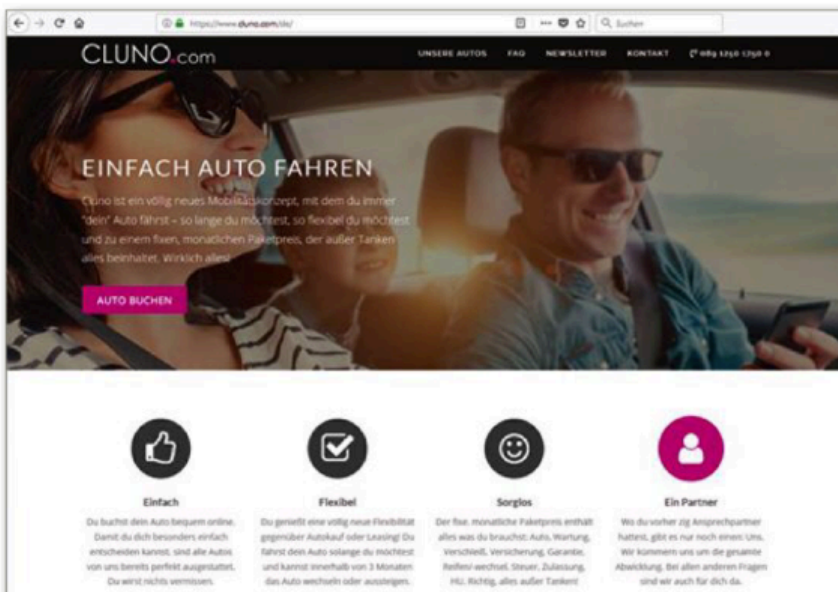 https://www.cluno.com/de/
Suchen
CLUNO.com
UNSERE AUTOS FAQ NEWSLETTER KONTAKT 089 1250 1790 0
EINFACH AUTO FAHREN
Cluno ist ein völlig neues Mobilitätskonzept, mit dem du immer
"dein" Auto fährst – so lange du möchtest, so flexibel du möchtest
und zu einem fixen, monatlichen Paketpreis, der außer Tanken
alles beinhaltet. Wirklich alles!
AUTO BUCHEN
Einfach
Du buchst dein Auto bequem online.
Damit du dich besonders einfach
entscheiden kannst, sind alle Autos
von uns bereits perfekt ausgestattet.
Du wirst nichts vermissen.
Flexibel
Du genießt eine völlig neue Flexibilität
gegenüber Autokauf oder Leasing! Du
fährst dein Auto solange du möchtest
und kannst innerhalb von 3 Monaten
das Auto wechseln oder aussteigen.
Sorglos
Der fixe, monatliche Paketpreis enthält
alles was du brauchst: Auto, Wartung,
Verschleiß, Versicherung, Garantie,
Reifen/-wechsel, Steuer, Zulassung,
HU. Richtig, alles außer Tanken!
Ein Partner
Wo du vorher zig Ansprechpartner
hattest, gibt es nur noch einen: Uns.
Wir kümmern uns um die gesamte
Abwicklung. Bei allen anderen Fragen
sind wir auch für dich da.